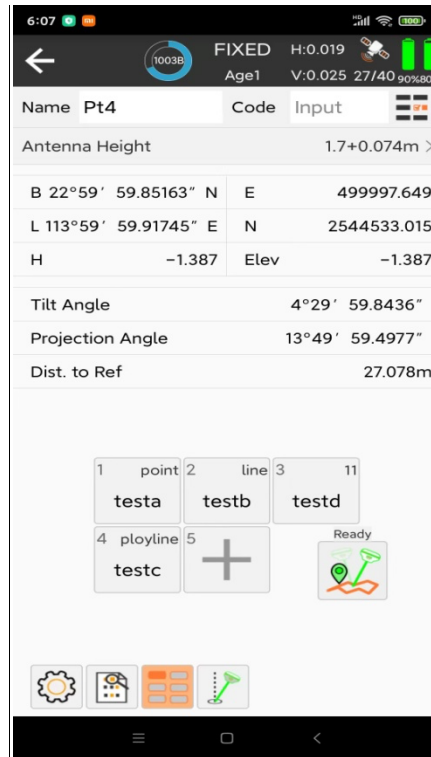 6:07 HD 100
1003B FIXED H:0.019
Age1 V:0.025 27/40 90%80
Name Pt4 Code Input
Antenna Height 1.7+0.074m >
B 22°59′ 59.85163″ N E 499997.649
L 113°59′ 59.91745″ E N 2544533.015
H -1.387 Elev -1.387
Tilt Angle 4°29′ 59.8436″
Projection Angle 13°49′ 59.4977″
Dist. to Ref 27.078m
1 point 2 line 3 11
testa testb testd
4 ployline 5 Ready
testc